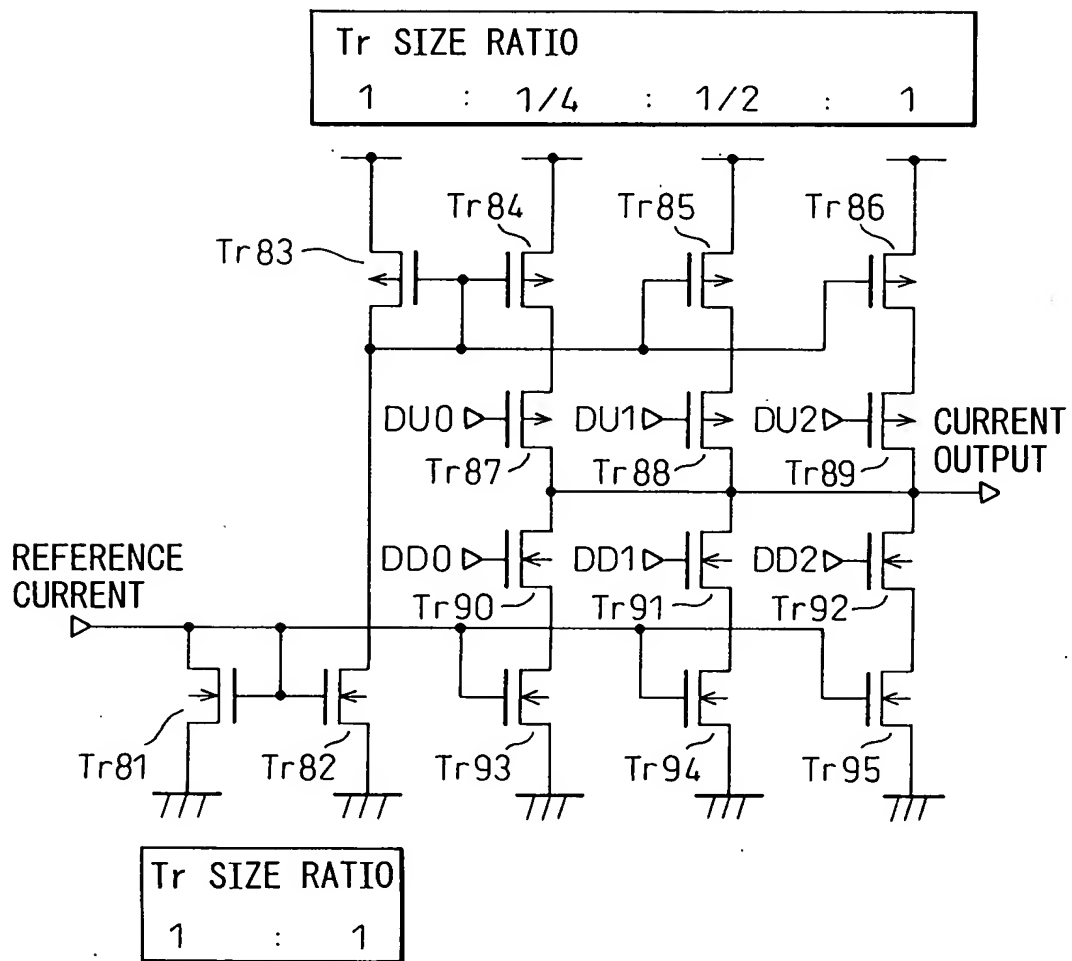 Tr SIZE RATIO
1 : 1/4 : 1/2 : 1
Tr84
Tr85
Tr86
Tr83
DU0
DU1
DU2
CURRENT
OUTPUT
Tr87
Tr88
Tr89
REFERENCE
CURRENT
DD0
DD1
DD2
Tr90
Tr91
Tr92
Tr81
Tr82
Tr93
Tr94
Tr95
Tr SIZE RATIO
1 : 1